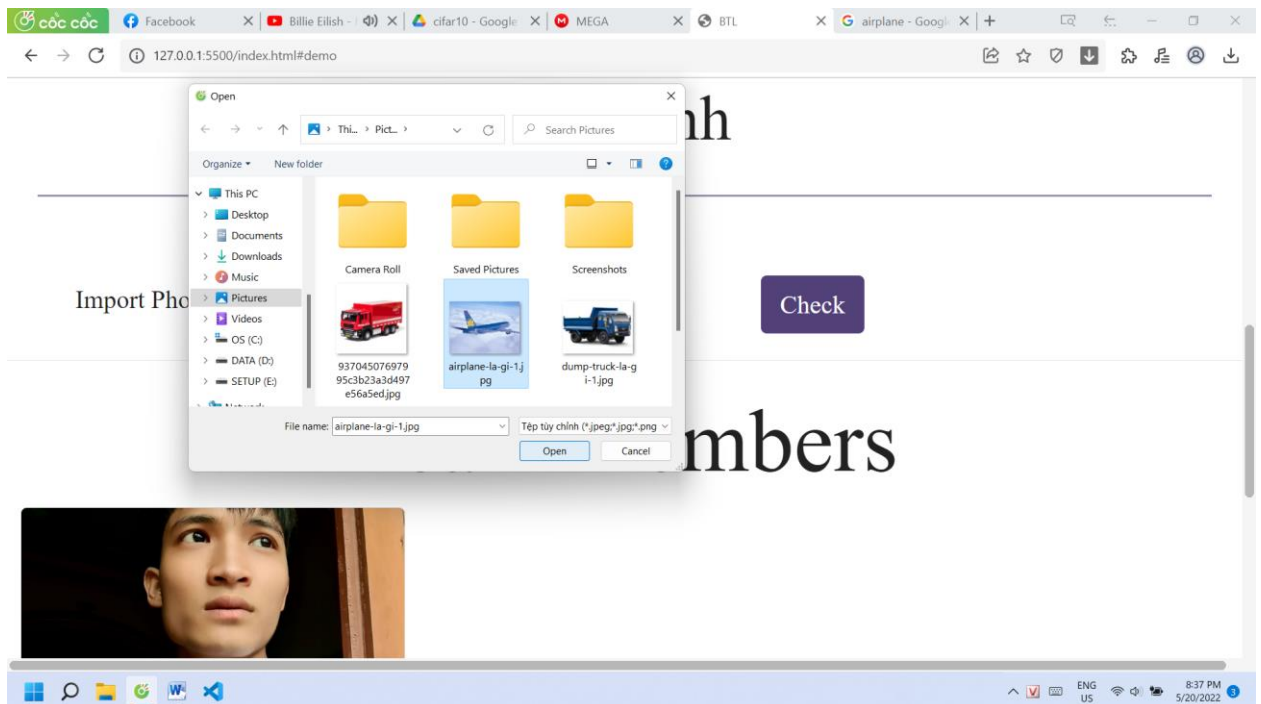 cốc cốc Facebook Billie Eilish - cifar10 - Google MEGA BTL airplane - Googl
127.0.0.1:5500/index.html#demo
Open
Thi... Pict... Search Pictures
Organize New folder
nh
This PC
Desktop
Documents
Downloads
Music
Pictures
Videos
OS (C:)
DATA (D:)
SETUP (E:)
Camera Roll Saved Pictures Screenshots
937045076979
95c3b23a3d497
e56a5ed.jpg
airplane-la-gi-1.j
pg
dump-truck-la-g
i-1.jpg
Import Pho
Check
File name: airplane-la-gi-1.jpg Tệp tùy chỉnh (*.jpeg;*.jpg;*.png
Open Cancel
mbers
ENG
US
8:37 PM
5/20/2022
3